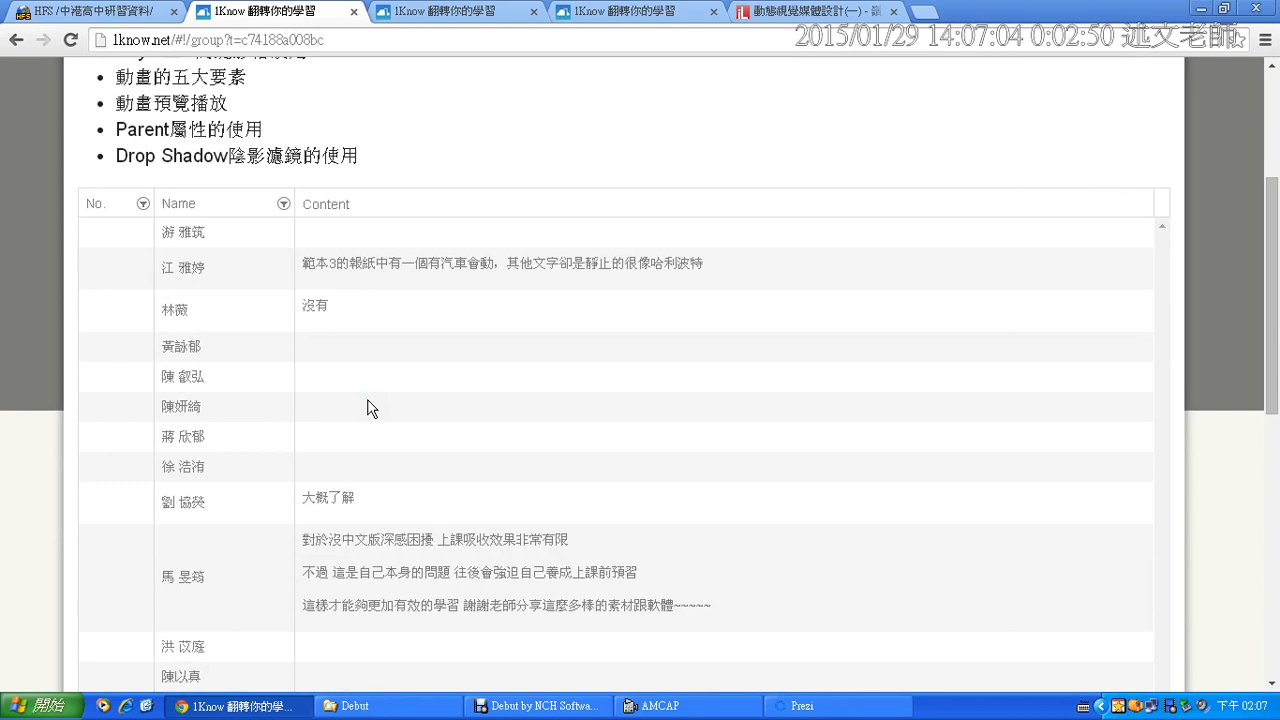 HFS /中港高中研習資料/
1Know 翻轉你的學習
1Know 翻轉你的學習
1Know 翻轉你的學習
動態視覺媒體設計(一) -
1know.net/#!/group?t=c74188a008bc
2015/01/29 14:07:04 0:02:50 述文老師
動畫的五大要素
動畫預覽播放
Parent屬性的使用
Drop Shadow陰影濾鏡的使用
No. Name Content
游 雅筑
江 雅婷 範本3的報紙中有一個有汽車會動，其他文字卻是靜止的很像哈利波特
林薇 沒有
黃詠郁
陳 叡弘
陳妍綺
蔣 欣郁
徐 浩洧
劉 協熒 大概了解
對於沒中文版深感困擾 上課吸收效果非常有限
馬 旻筠 不過 這是自己本身的問題 往後會強迫自己養成上課前預習
這樣才能夠更加有效的學習 謝謝老師分享這麼多棒的素材跟軟體~~~~~
洪 苡庭
陳以真
開始 1Know 翻轉你的學... Debut Debut by NCH Softwa... AMCAP Prezi 下午 02:07